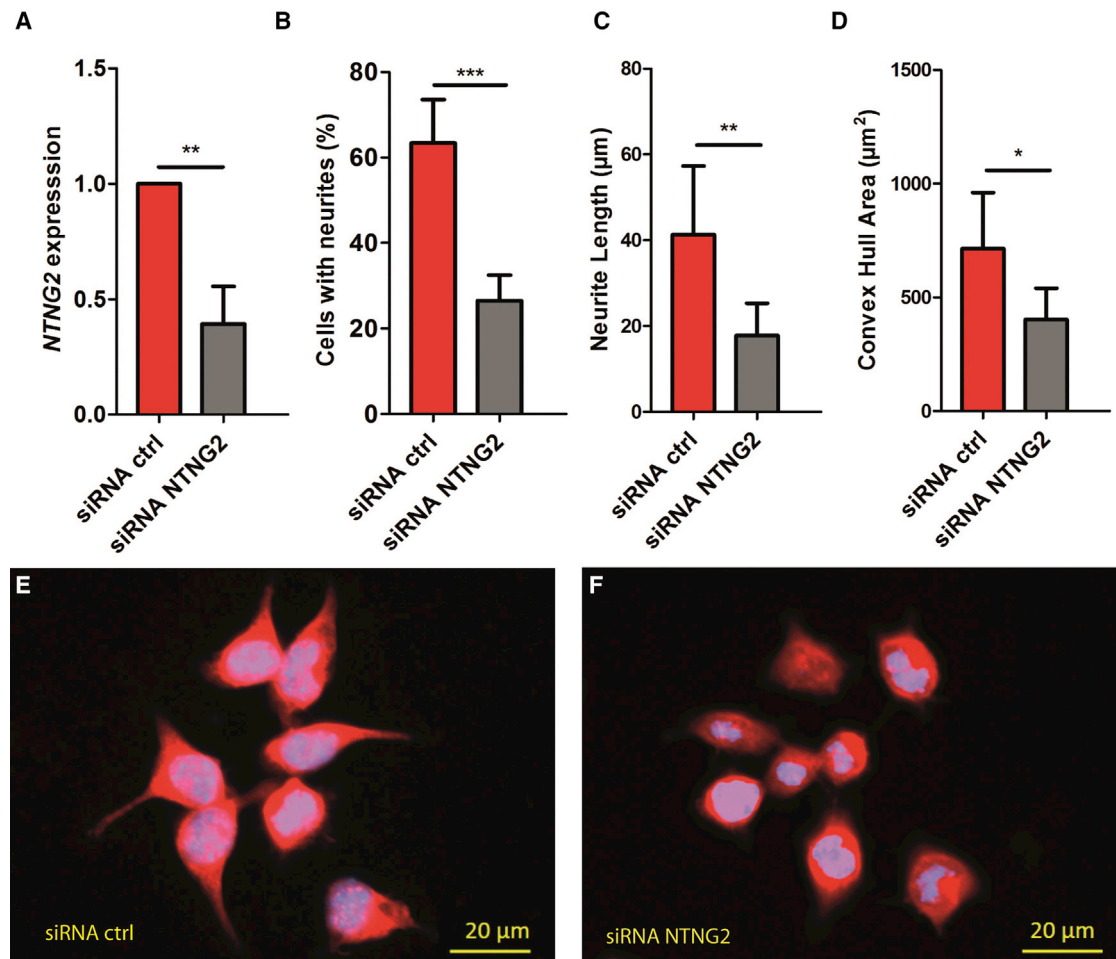 A
B
C
D
NTNG2 expresssion
1.5
1.0
0.5
0.0
**
siRNA ctrl
siRNA NTNG2
Cells with neurites (%)
80
60
40
20
0
***
siRNA ctrl
siRNA NTNG2
Neurite Length (µm)
80
60
40
20
0
**
siRNA ctrl
siRNA NTNG2
Convex Hull Area (µm²)
1500
1000
500
0
*
siRNA ctrl
siRNA NTNG2
E
siRNA ctrl
20 µm
F
siRNA NTNG2
20 µm